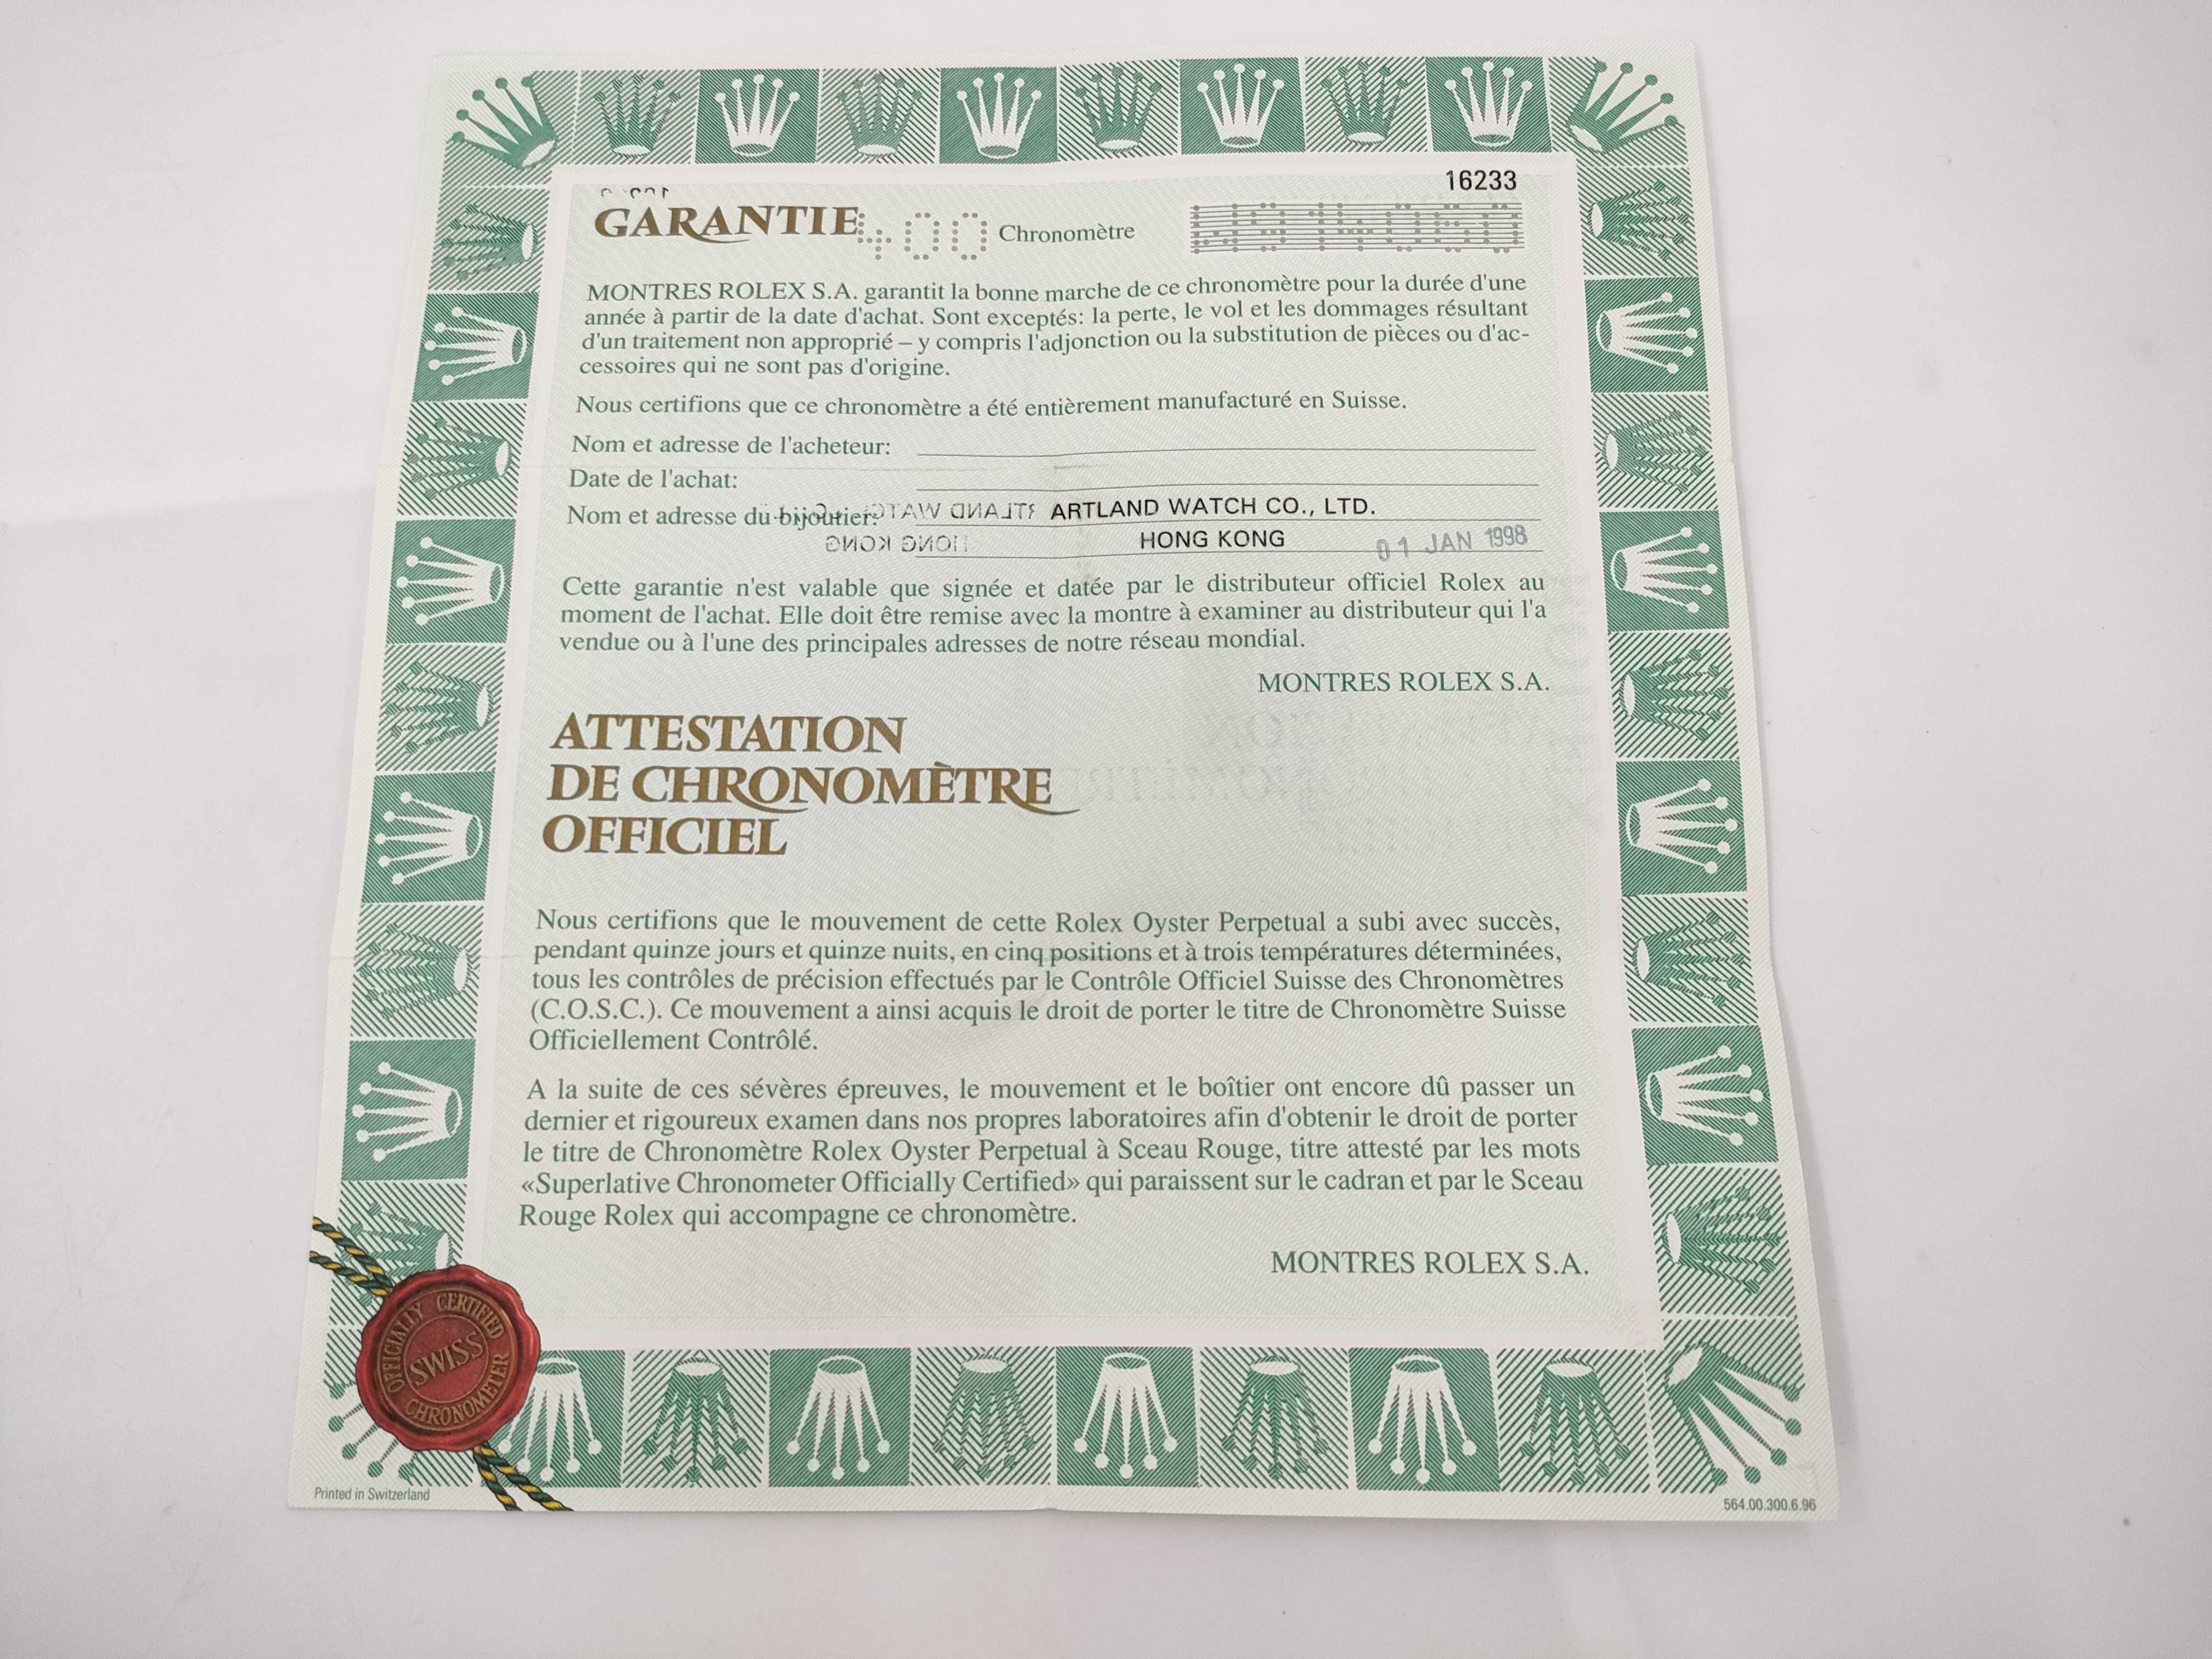 16233
GARANTIE 400 Chronomètre
MONTRES ROLEX S.A. garantit la bonne marche de ce chronomètre pour la durée d'une
année à partir de la date d'achat. Sont exceptés: la perte, le vol et les dommages résultant
d'un traitement non approprié – y compris l'adjonction ou la substitution de pièces ou d'ac-
cessoires qui ne sont pas d'origine.
Nous certifions que ce chronomètre a été entièrement manufacturé en Suisse.
Nom et adresse de l'acheteur:
Date de l'achat:
Nom et adresse du bijoutier: ARTLAND WATCH CO., LTD.
HONG KONG 01 JAN 1998
Cette garantie n'est valable que signée et datée par le distributeur officiel Rolex au
moment de l'achat. Elle doit être remise avec la montre à examiner au distributeur qui l'a
vendue ou à l'une des principales adresses de notre réseau mondial.
MONTRES ROLEX S.A.
ATTESTATION
DE CHRONOMÈTRE
OFFICIEL
Nous certifions que le mouvement de cette Rolex Oyster Perpetual a subi avec succès,
pendant quinze jours et quinze nuits, en cinq positions et à trois températures déterminées,
tous les contrôles de précision effectués par le Contrôle Officiel Suisse des Chronomètres
(C.O.S.C.). Ce mouvement a ainsi acquis le droit de porter le titre de Chronomètre Suisse
Officiellement Contrôlé.
A la suite de ces sévères épreuves, le mouvement et le boîtier ont encore dû passer un
dernier et rigoureux examen dans nos propres laboratoires afin d'obtenir le droit de porter
le titre de Chronomètre Rolex Oyster Perpetual à Sceau Rouge, titre attesté par les mots
«Superlative Chronometer Officially Certified» qui paraissent sur le cadran et par le Sceau
Rouge Rolex qui accompagne ce chronomètre.
MONTRES ROLEX S.A.
OFFICIALLY CERTIFIED
SWISS
CHRONOMETER
Printed in Switzerland
564.00.300.6.96